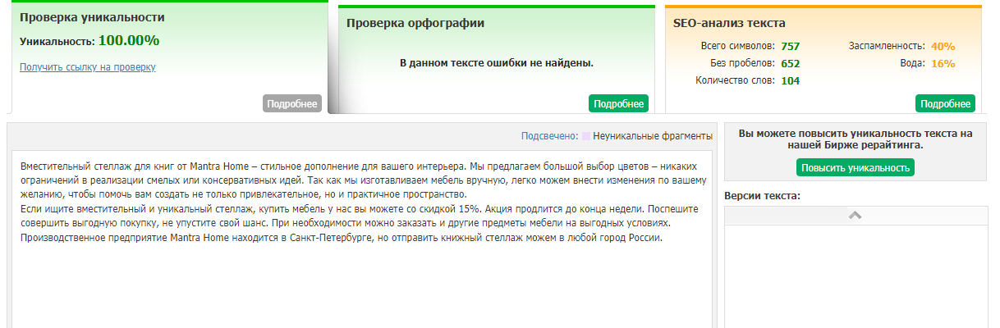 Проверка уникальности
Уникальность: 100.00%
Получить ссылку на проверку
Подробнее
Проверка орфографии
В данном тексте ошибки не найдены.
Подробнее
SEO-анализ текста
Всего символов: 757 Заспамленность: 40%
Без пробелов: 652 Вода: 16%
Количество слов: 104
Подробнее
Подсвечено: Неуникальные фрагменты
Вместительный стеллаж для книг от Mantra Home – стильное дополнение для вашего интерьера. Мы предлагаем большой выбор цветов – никаких
ограничений в реализации смелых или консервативных идей. Так как мы изготавливаем мебель вручную, легко можем внести изменения по вашему
желанию, чтобы помочь вам создать не только привлекательное, но и практичное пространство.
Если ищите вместительный и уникальный стеллаж, купить мебель у нас вы можете со скидкой 15%. Акция продлится до конца недели. Поспешите
совершить выгодную покупку, не упустите свой шанс. При необходимости можно заказать и другие предметы мебели на выгодных условиях.
Производственное предприятие Mantra Home находится в Санкт-Петербурге, но отправить книжный стеллаж можем в любой город России.
Вы можете повысить уникальность текста на
нашей Бирже рерайтинга.
Повысить уникальность
Версии текста: